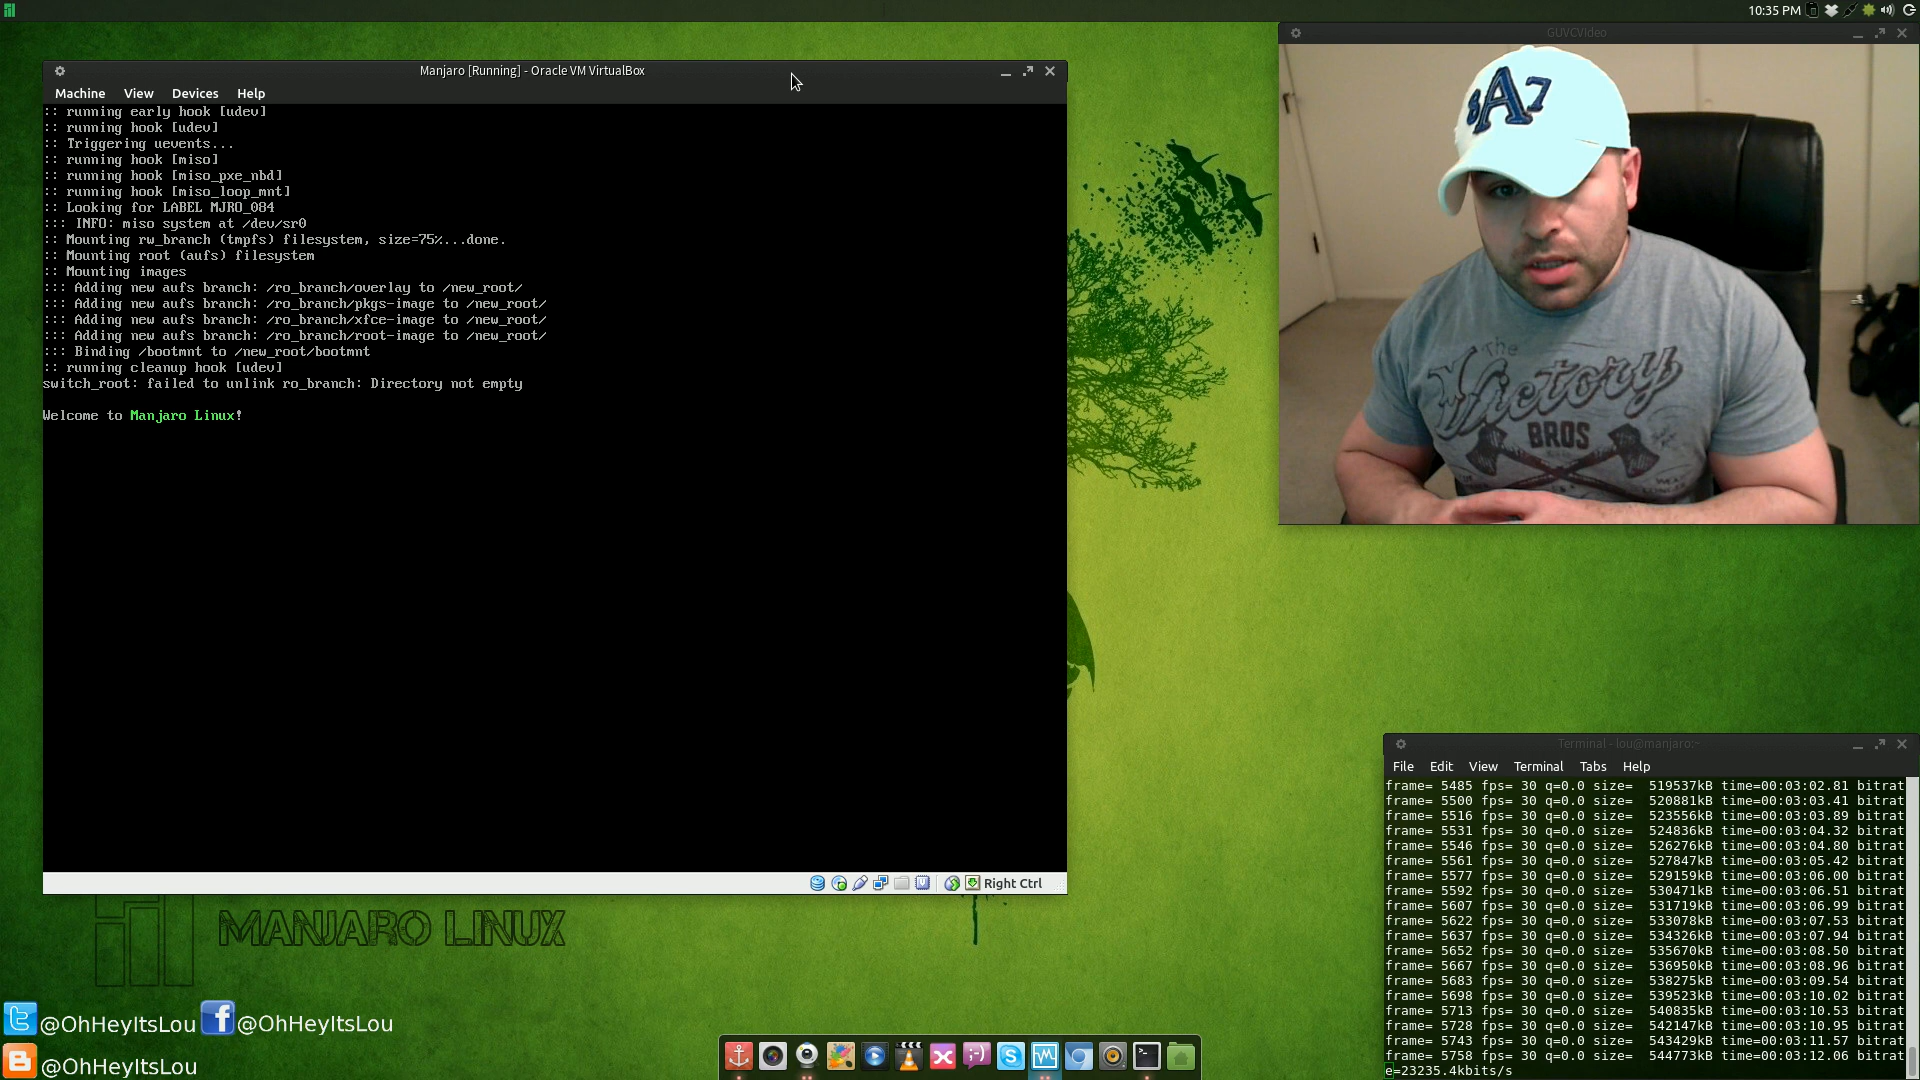 10:35 PM
Manjaro [Running] - Oracle VM VirtualBox
Machine View Devices Help
:: running early hook [udev]
:: running hook [udev]
:: Triggering uevents...
:: running hook [miso]
:: running hook [miso_pxe_nbd]
:: running hook [miso_loop_mnt]
:: Looking for LABEL MJRO_084
::: INFO: miso system at /dev/sr0
:: Mounting rw_branch (tmpfs) filesystem, size=75%...done.
:: Mounting root (aufs) filesystem
:: Mounting images
::: Adding new aufs branch: /ro_branch/overlay to /new_root/
::: Adding new aufs branch: /ro_branch/pkgs-image to /new_root/
::: Adding new aufs branch: /ro_branch/xfce-image to /new_root/
::: Adding new aufs branch: /ro_branch/root-image to /new_root/
::: Binding /bootmnt to /new_root/bootmnt
:: running cleanup hook [udev]
switch_root: failed to unlink ro_branch: Directory not empty
Welcome to Manjaro Linux!
Right Ctrl
GUVCVideo
8A7
The
Victory
BROS
MANJARO LINUX
@OhHeyItsLou
@OhHeyItsLou
@OhHeyItsLou
Terminal - lou@manjaro:~
File Edit View Terminal Tabs Help
frame= 5485 fps= 30 q=0.0 size= 519537kB time=00:03:02.81 bitrat
frame= 5500 fps= 30 q=0.0 size= 520881kB time=00:03:03.41 bitrat
frame= 5516 fps= 30 q=0.0 size= 523556kB time=00:03:03.89 bitrat
frame= 5531 fps= 30 q=0.0 size= 524836kB time=00:03:04.32 bitrat
frame= 5546 fps= 30 q=0.0 size= 526276kB time=00:03:04.80 bitrat
frame= 5561 fps= 30 q=0.0 size= 527847kB time=00:03:05.42 bitrat
frame= 5577 fps= 30 q=0.0 size= 529159kB time=00:03:06.00 bitrat
frame= 5592 fps= 30 q=0.0 size= 530471kB time=00:03:06.51 bitrat
frame= 5607 fps= 30 q=0.0 size= 531719kB time=00:03:06.99 bitrat
frame= 5622 fps= 30 q=0.0 size= 533078kB time=00:03:07.53 bitrat
frame= 5637 fps= 30 q=0.0 size= 534326kB time=00:03:07.94 bitrat
frame= 5652 fps= 30 q=0.0 size= 535670kB time=00:03:08.50 bitrat
frame= 5667 fps= 30 q=0.0 size= 536950kB time=00:03:08.96 bitrat
frame= 5683 fps= 30 q=0.0 size= 538275kB time=00:03:09.54 bitrat
frame= 5698 fps= 30 q=0.0 size= 539523kB time=00:03:10.02 bitrat
frame= 5713 fps= 30 q=0.0 size= 540835kB time=00:03:10.53 bitrat
frame= 5728 fps= 30 q=0.0 size= 542147kB time=00:03:10.95 bitrat
frame= 5743 fps= 30 q=0.0 size= 543429kB time=00:03:11.57 bitrat
frame= 5758 fps= 30 q=0.0 size= 544773kB time=00:03:12.06 bitrat
e=23235.4kbits/s